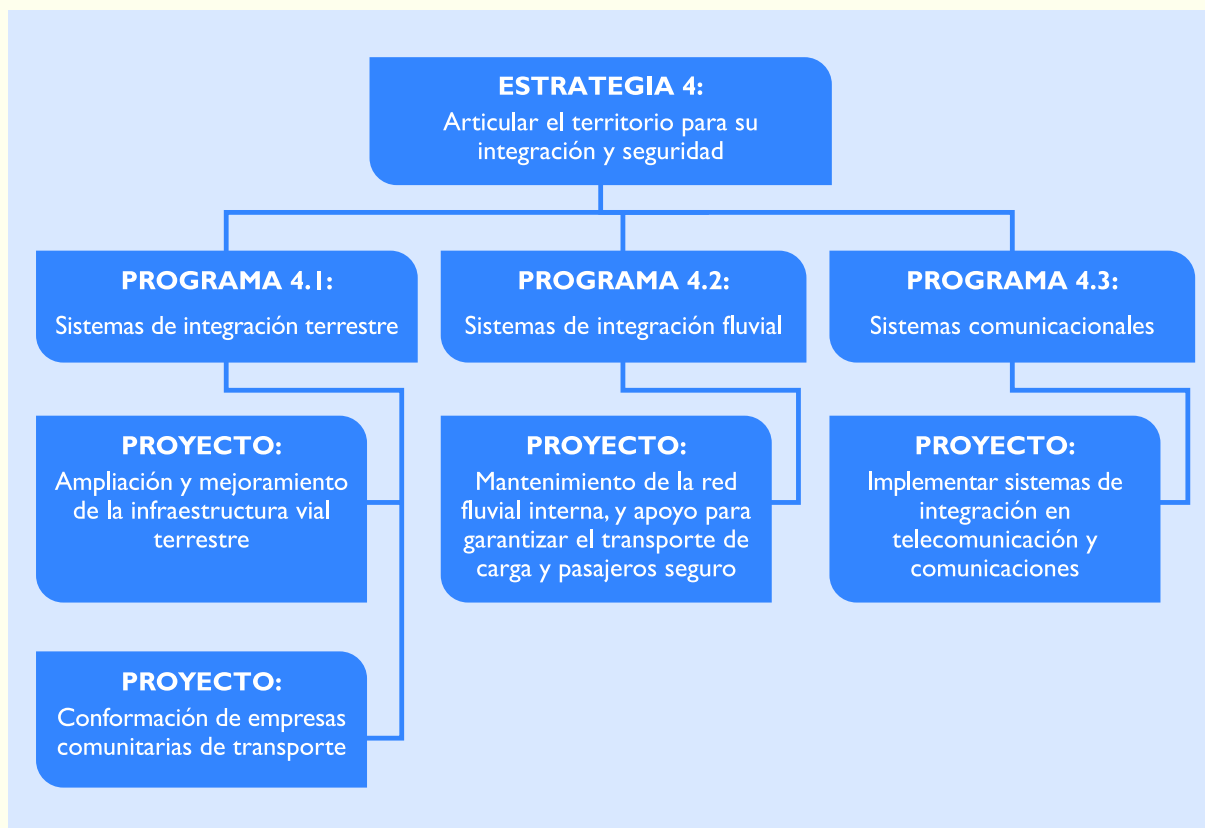 ESTRATEGIA 4:
Articular el territorio para su
integración y seguridad
PROGRAMA 4.1:
Sistemas de integración terrestre
PROGRAMA 4.2:
Sistemas de integración fluvial
PROGRAMA 4.3:
Sistemas comunicacionales
PROYECTO:
Ampliación y mejoramiento
de la infraestructura vial
terrestre
PROYECTO:
Mantenimiento de la red
fluvial interna, y apoyo para
garantizar el transporte de
carga y pasajeros seguro
PROYECTO:
Implementar sistemas de
integración en
telecomunicación y
comunicaciones
PROYECTO:
Conformación de empresas
comunitarias de transporte